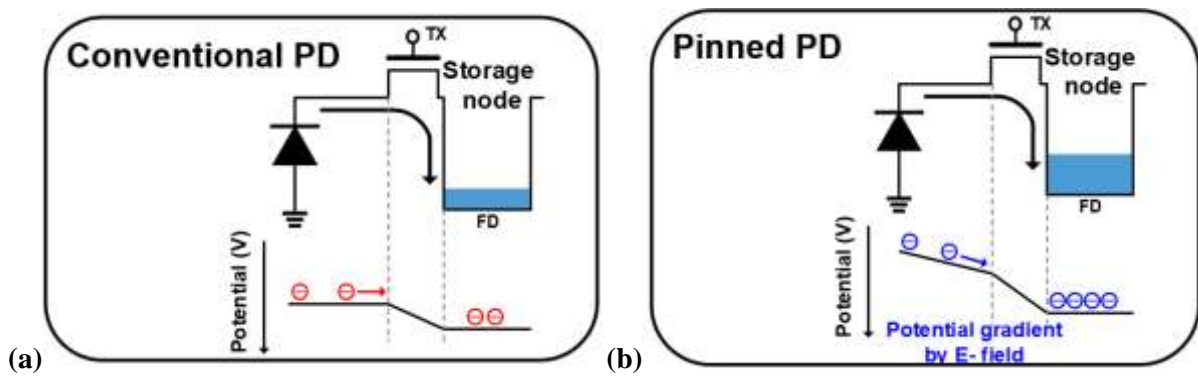 Conventional PD
TX
Storage
node
FD
Potential (V)
(a)
Pinned PD
TX
Storage
node
FD
Potential (V)
Potential gradient
by E- field
(b)